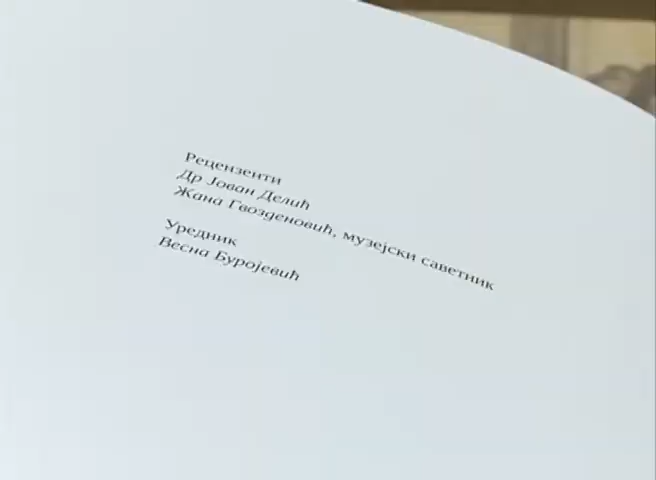 Рецензенти
Др Јован Делић
Жана Гвозденовић, музејски саветник
Уредник
Весна Буројевић